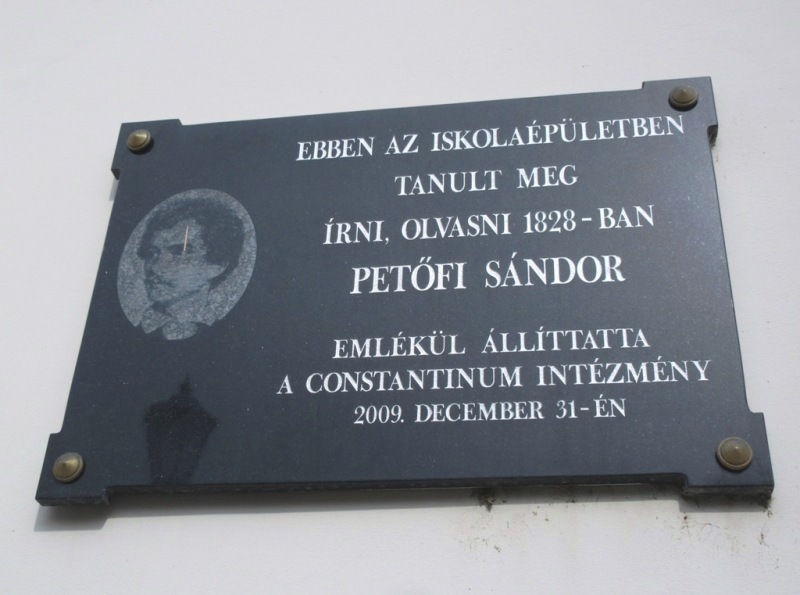 EBBEN AZ ISKOLAÉPÜLETBEN
TANULT MEG
ÍRNI, OLVASNI 1828-BAN
PETŐFI SÁNDOR
EMLÉKÜL ÁLLÍTTATTA
A CONSTANTINUM INTÉZMÉNY
2009. DECEMBER 31-ÉN